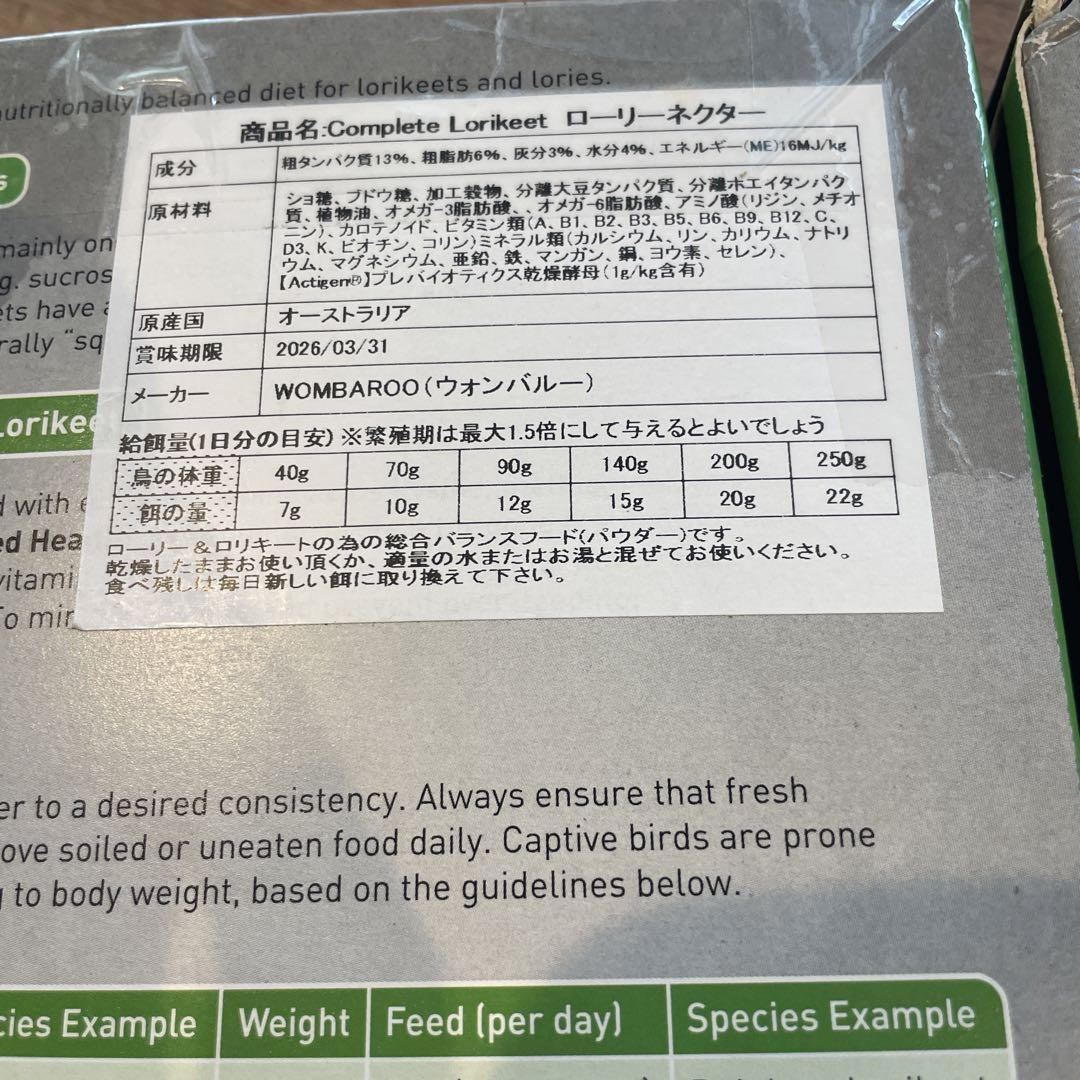 nutritionally balanced diet for lorikeets and lories.
商品名:Complete Lorikeet ローリーネクター
成分 粗タンパク質13%、粗脂肪6%、灰分3%、水分4%、エネルギー(ME)16MJ/kg
原材料 ショ糖、ブドウ糖、加工穀物、分離大豆タンパク質、分離ホエイタンパク
質、植物油、オメガ-3脂肪酸、、オメガ-6脂肪酸、アミノ酸(リジン、メチオ
ニン)、カロテノイド、ビタミン類(A、B1、B2、B3、B5、B6、B9、B12、C、
D3、K、ビオチン、コリン)ミネラル類(カルシウム、リン、カリウム、ナトリ
ウム、マグネシウム、亜鉛、鉄、マンガン、銅、ヨウ素、セレン)、
【Actigen®】プレバイオティクス乾燥酵母(1g/kg含有)
原産国 オーストラリア
賞味期限 2026/03/31
メーカー WOMBAROO(ウォンバルー)
給餌量(1日分の目安)※繁殖期は最大1.5倍にして与えるとよいでしょう
鳥の体重 40g 70g 90g 140g 200g 250g
餌の量 7g 10g 12g 15g 20g 22g
ローリー&ロリキートの為の総合バランスフード(パウダー)です。
乾燥したままお使い頂くか、適量の水またはお湯と混ぜてお使いください。
食べ残しは毎日新しい餌に取り換えて下さい。
mainly on
g. sucros
ets have
rally "sq
Lorikee
d with
ed Hea
vitami
To mir
er to a desired consistency. Always ensure that fresh
ove soiled or uneaten food daily. Captive birds are prone
g to body weight, based on the guidelines below.
cies Example Weight Feed (per day) Species Example